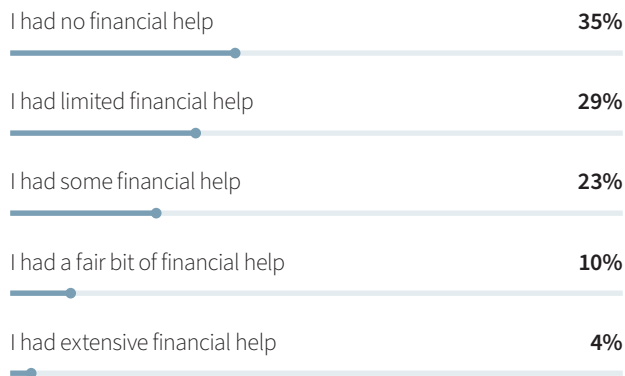 I had no financial help 35%
I had limited financial help 29%
I had some financial help 23%
I had a fair bit of financial help 10%
I had extensive financial help 4%